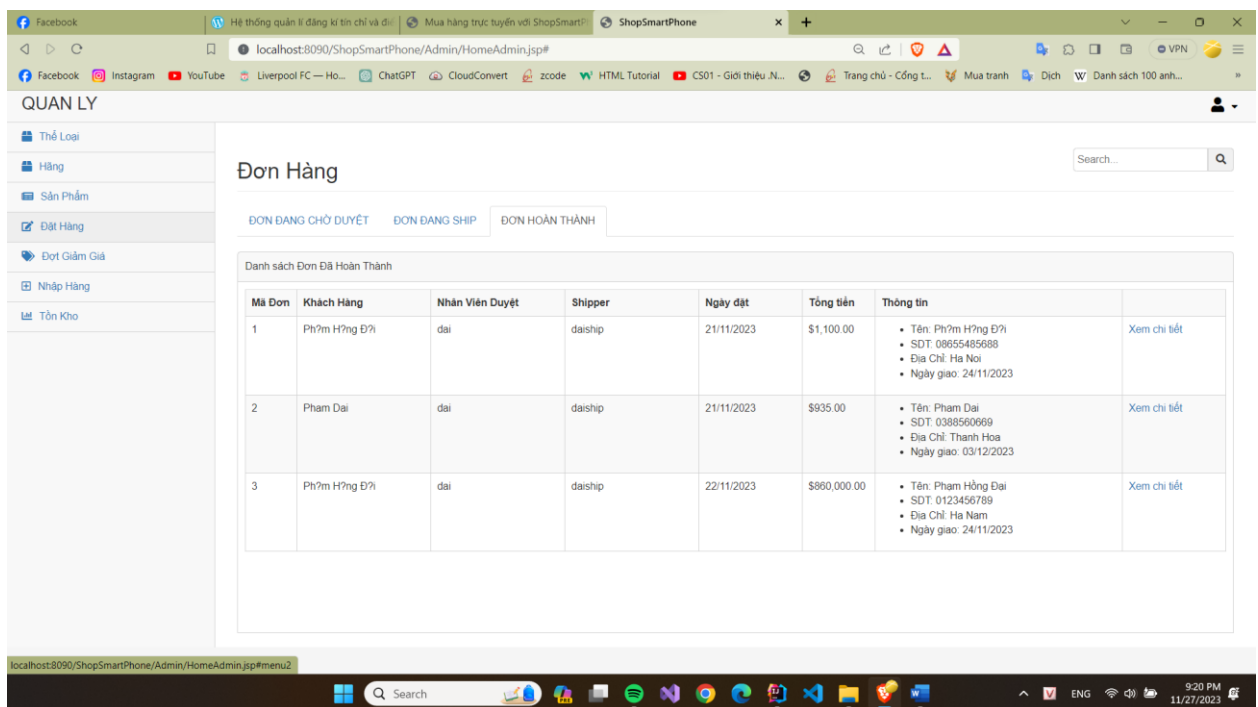 Facebook
Hệ thống quản lí đăng kí tín chỉ và điể
Mua hàng trực tuyến với ShopSmartPh
ShopSmartPhone
localhost:8090/ShopSmartPhone/Admin/HomeAdmin.jsp#
VPN
Facebook
Instagram
YouTube
Liverpool FC — Ho...
ChatGPT
CloudConvert
zcode
HTML Tutorial
CS01 - Giới thiệu .N...
Trang chủ - Cổng t...
Mua tranh
Dịch
Danh sách 100 anh...
QUAN LY
Thể Loại
Hãng
Sản Phẩm
Đặt Hàng
Đợt Giảm Giá
Nhập Hàng
Tồn Kho
Đơn Hàng
Search...
ĐƠN ĐANG CHỜ DUYỆT ĐƠN ĐANG SHIP ĐƠN HOÀN THÀNH
Danh sách Đơn Đã Hoàn Thành
Mã Đơn Khách Hàng Nhân Viên Duyệt Shipper Ngày đặt Tổng tiền Thông tin
1 Ph?m H?ng Đ?i dai daiship 21/11/2023 $1,100.00 Tên: Ph?m H?ng Đ?i Xem chi tiết
SDT: 08655485688
Địa Chỉ: Ha Noi
Ngày giao: 24/11/2023
2 Pham Dai dai daiship 21/11/2023 $935.00 Tên: Pham Dai Xem chi tiết
SDT: 0388560669
Địa Chỉ: Thanh Hoa
Ngày giao: 03/12/2023
3 Ph?m H?ng Đ?i dai daiship 22/11/2023 $860,000.00 Tên: Phạm Hồng Đại Xem chi tiết
SDT: 0123456789
Địa Chỉ: Ha Nam
Ngày giao: 24/11/2023
localhost:8090/ShopSmartPhone/Admin/HomeAdmin.jsp#menu2
Search
ENG
9:20 PM
11/27/2023